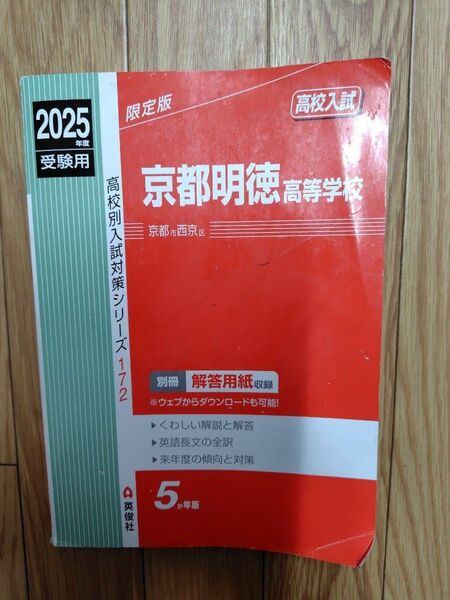 2025年度
受験用
限定版
高校入試
京都明徳高等学校
京都市西京区
高校別入試対策シリーズ172
別冊 解答用紙収録
※ウェブからダウンロードも可能!
▶くわしい解説と解答
▶英語長文の全訳
▶来年度の傾向と対策
5か年版
英俊社